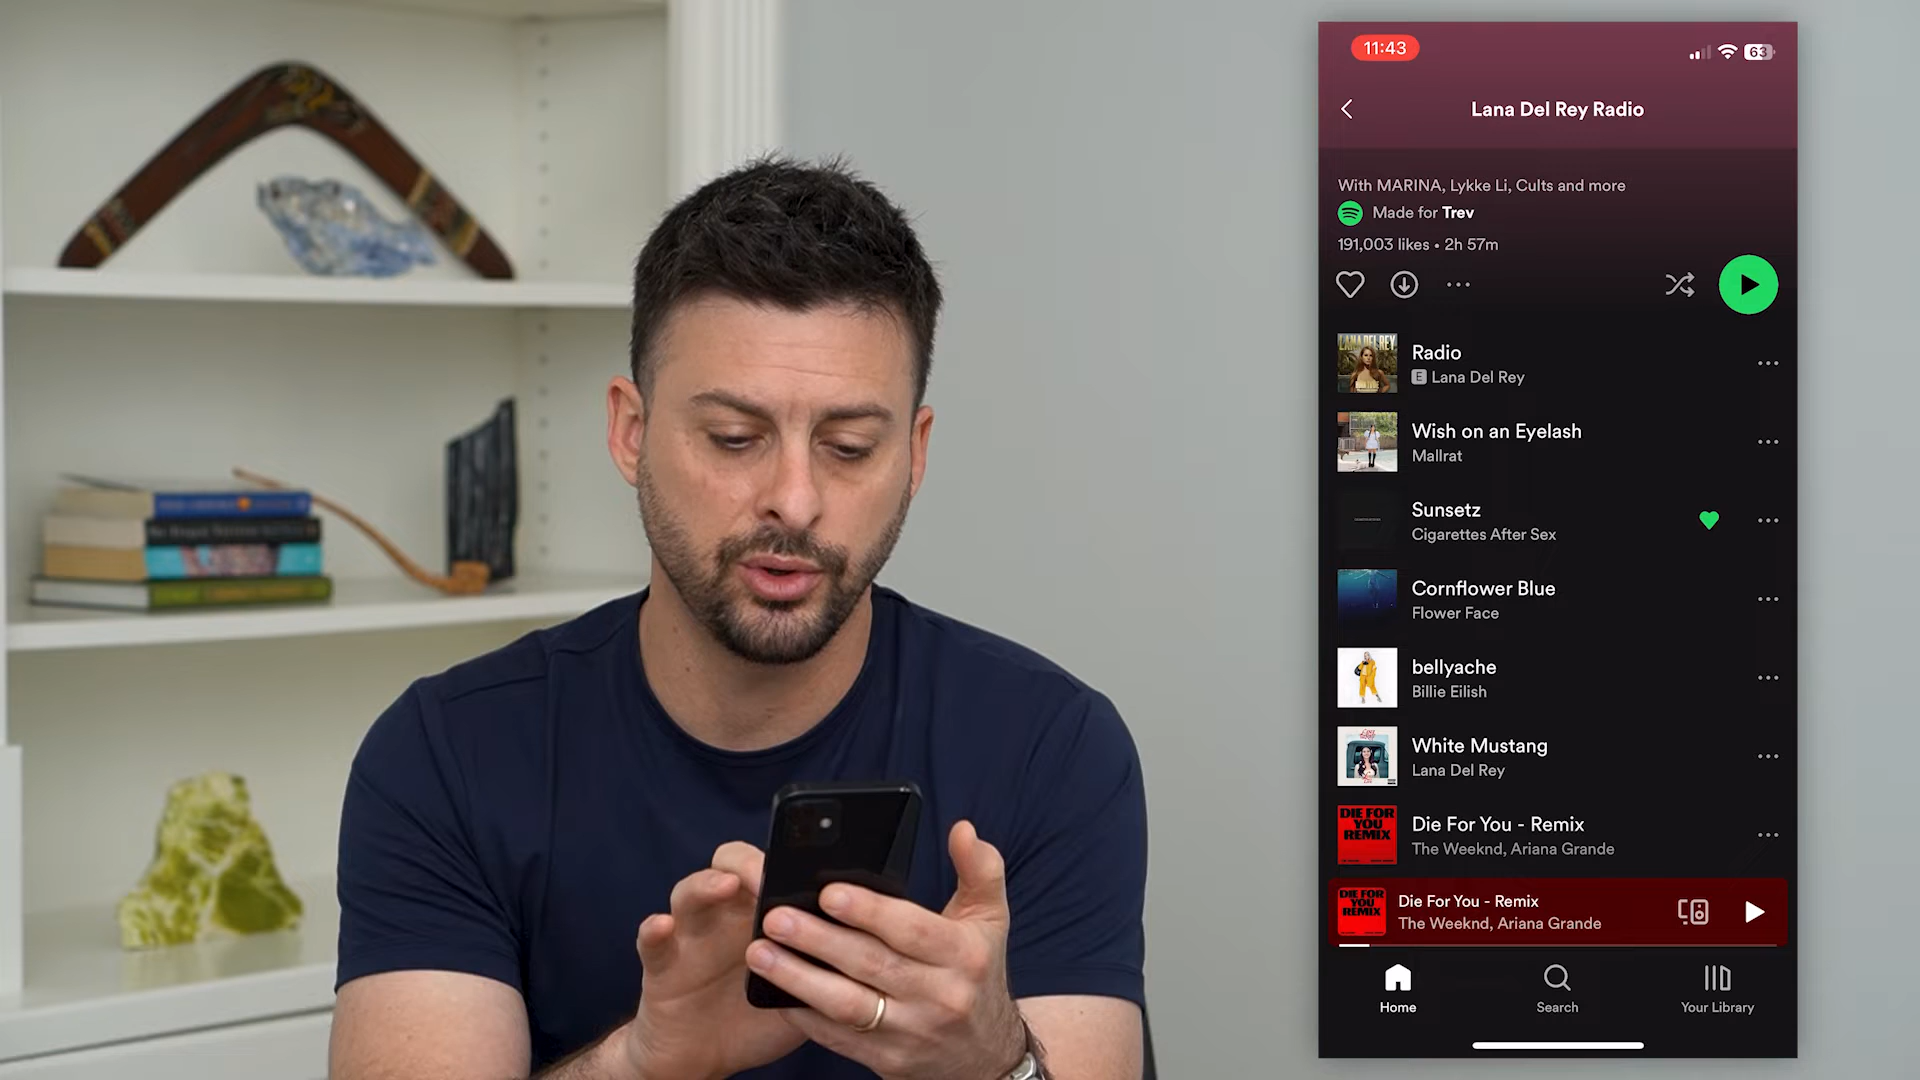 11:43
63
Lana Del Rey Radio
With MARINA, Lykke Li, Cults and more
Made for Trev
191,003 likes • 2h 57m
LANA DEL REY
Radio
E Lana Del Rey
Wish on an Eyelash
Mallrat
Sunsetz
Cigarettes After Sex
Cornflower Blue
Flower Face
bellyache
Billie Eilish
White Mustang
Lana Del Rey
DIE FOR YOU REMIX
Die For You - Remix
The Weeknd, Ariana Grande
DIE FOR YOU REMIX
Die For You - Remix
The Weeknd, Ariana Grande
Home
Search
Your Library